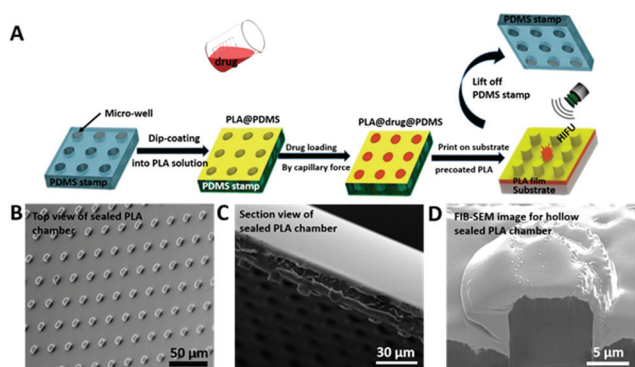 A
drug
Micro-well
PDMS stamp
Dip-coating
into PLA solution
PLA@PDMS
PDMS stamp
Drug loading
By capillary force
PLA@drug@PDMS
Print on substrate
precoated PLA
Lift off
PDMS stamp
PDMS stamp
HIFU
PLA film
Substrate
B
Top view of sealed PLA
chamber
50 μm
C
Section view of
sealed PLA chamber
30 μm
D
FIB-SEM image for hollow
sealed PLA chamber
5 μm